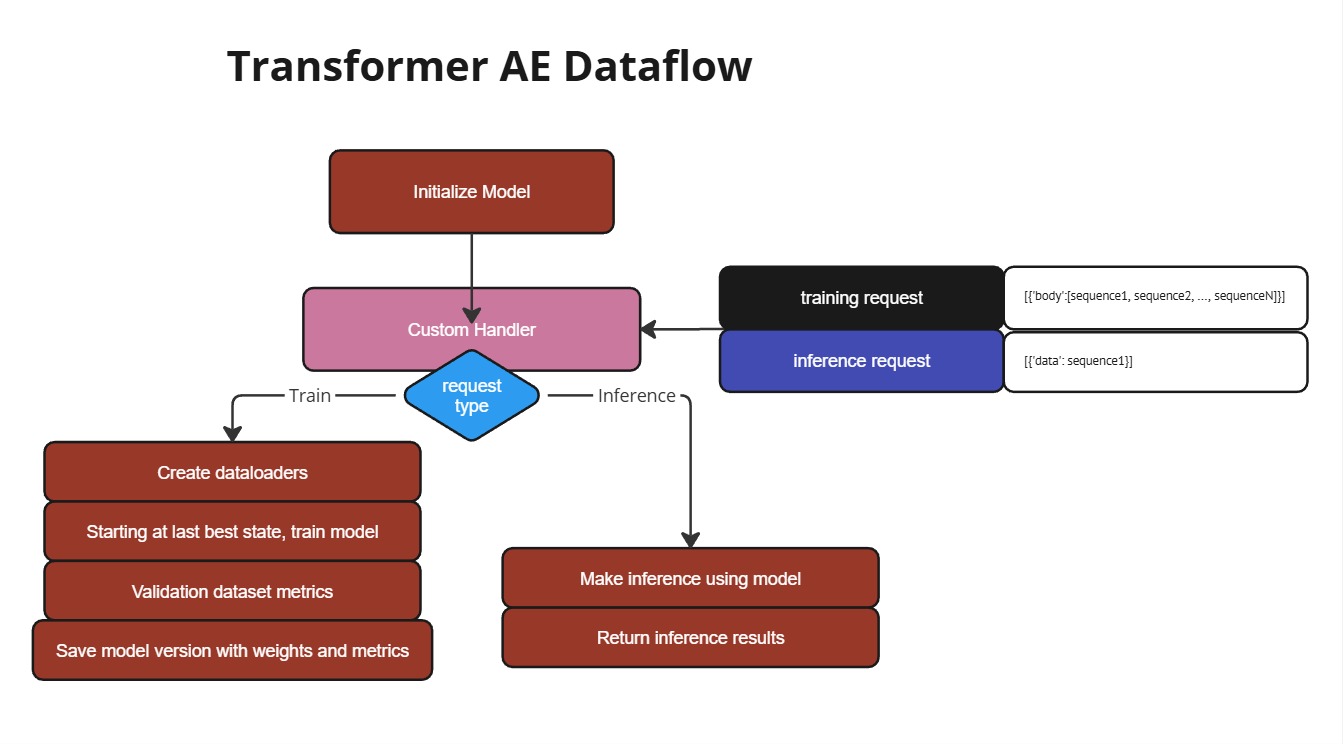 Transformer AE Dataflow
Initialize Model
Custom Handler
training request
[{'body':[sequence1, sequence2, ..., sequenceN]}]
inference request
[{'data': sequence1}]
request
type
Train
Inference
Create dataloaders
Starting at last best state, train model
Validation dataset metrics
Save model version with weights and metrics
Make inference using model
Return inference results